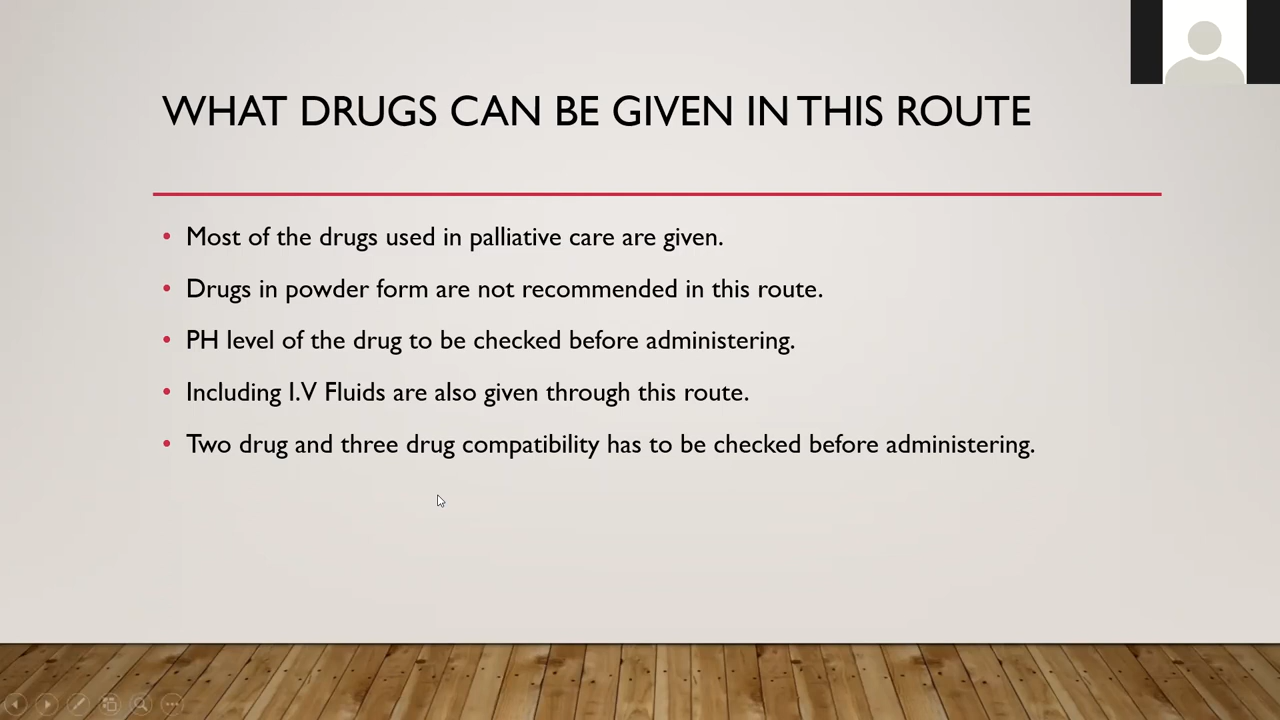 WHAT DRUGS CAN BE GIVEN IN THIS ROUTE
• Most of the drugs used in palliative care are given.
• Drugs in powder form are not recommended in this route.
• PH level of the drug to be checked before administering.
• Including I.V Fluids are also given through this route.
• Two drug and three drug compatibility has to be checked before administering.